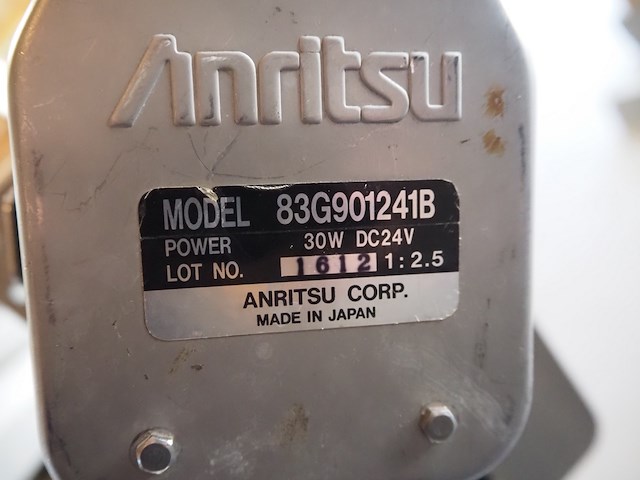 Anritsu
MODEL 83G901241B
POWER 30W DC24V
LOT NO. 1612 1:2.5
ANRITSU CORP.
MADE IN JAPAN